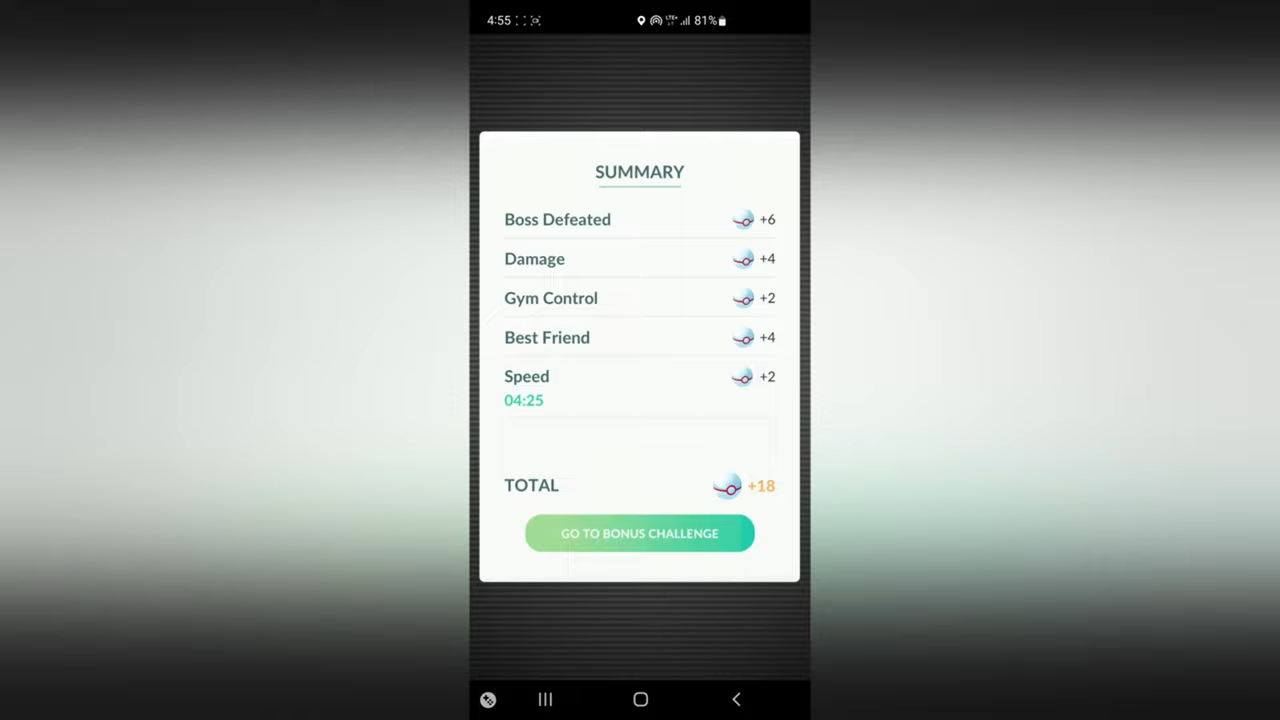 4:55 LTE+ 81%
SUMMARY
Boss Defeated +6
Damage +4
Gym Control +2
Best Friend +4
Speed +2
04:25
TOTAL +18
GO TO BONUS CHALLENGE